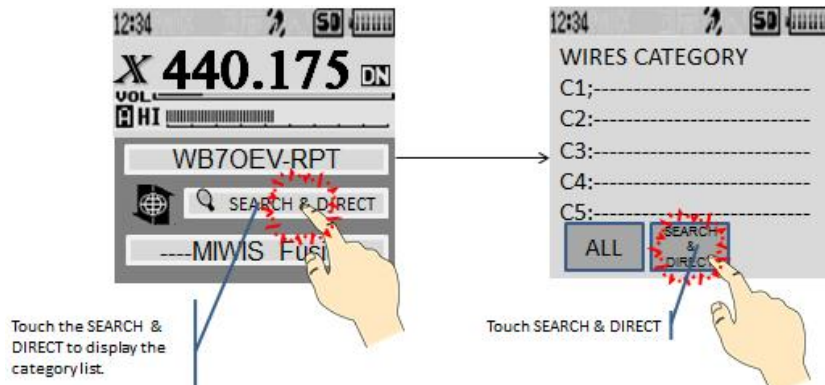 12:34 SD
X 440.175 DN
VOL
A HI
WB7OEV-RPT
SEARCH & DIRECT
----MIWIS Fusi
Touch the SEARCH &
DIRECT to display the
category list.
12:34 SD
WIRES CATEGORY
C1;----------------------------
C2:----------------------------
C3:----------------------------
C4:----------------------------
C5:----------------------------
ALL
SEARCH
&
DIRECT
Touch SEARCH & DIRECT